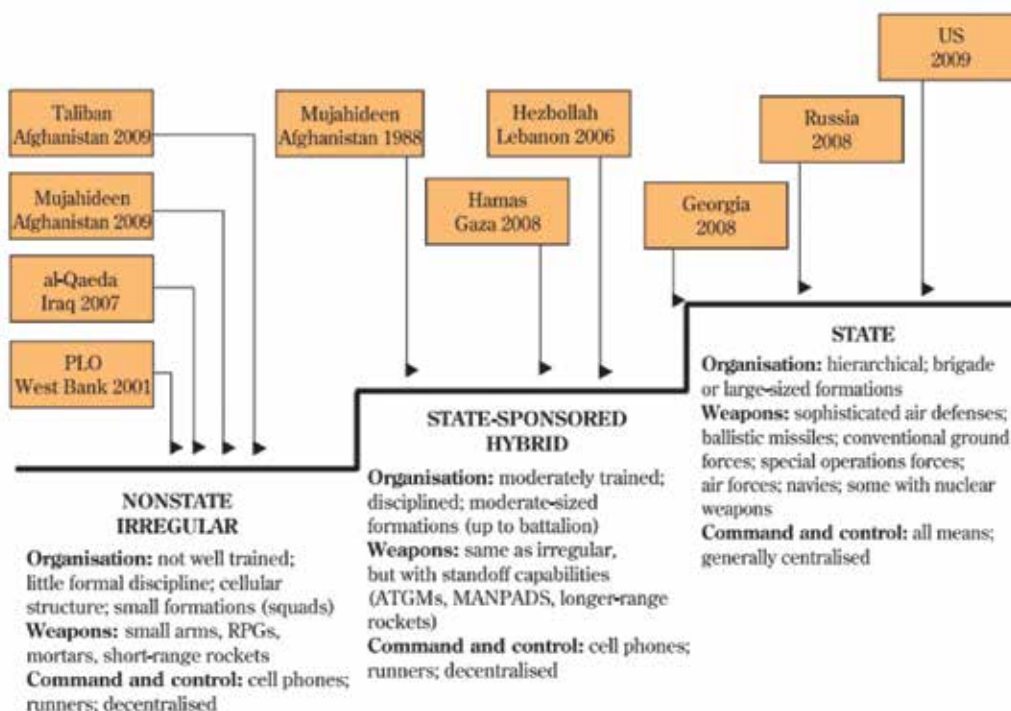 Taliban
Afghanistan 2009
Mujahideen
Afghanistan 2009
al-Qaeda
Iraq 2007
PLO
West Bank 2001
Mujahideen
Afghanistan 1988
Hamas
Gaza 2008
Hezbollah
Lebanon 2006
Georgia
2008
Russia
2008
US
2009
NONSTATE
IRREGULAR
Organisation: not well trained;
little formal discipline; cellular
structure; small formations (squads)
Weapons: small arms, RPGs,
mortars, short-range rockets
Command and control: cell phones;
runners; decentralised
STATE-SPONSORED
HYBRID
Organisation: moderately trained;
disciplined; moderate-sized
formations (up to battalion)
Weapons: same as irregular,
but with standoff capabilities
(ATGMs, MANPADS, longer-range
rockets)
Command and control: cell phones;
runners; decentralised
STATE
Organisation: hierarchical; brigade
or large-sized formations
Weapons: sophisticated air defenses;
ballistic missiles; conventional ground
forces; special operations forces;
air forces; navies; some with nuclear
weapons
Command and control: all means;
generally centralised